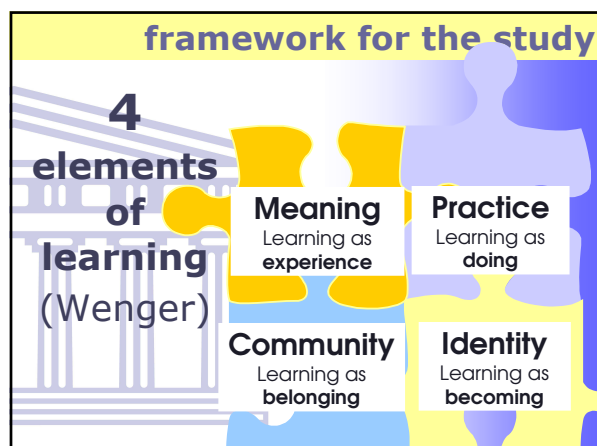 framework for the study
4
elements
of
learning
(Wenger)
Meaning
Learning as
experience
Practice
Learning as
doing
Community
Learning as
belonging
Identity
Learning as
becoming